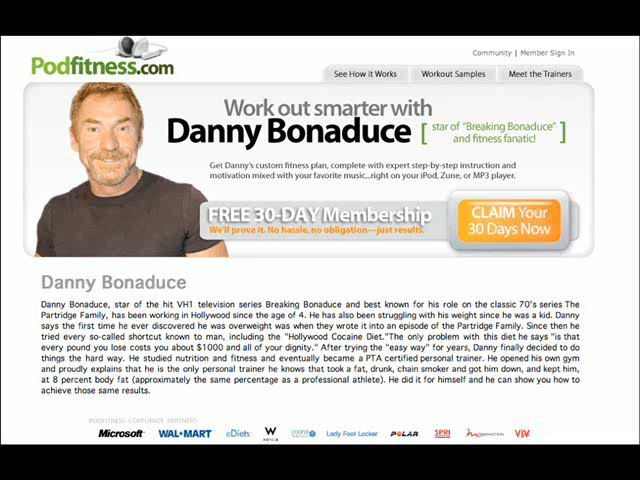 Podfitness.com
Community | Member Sign In
See How it Works
Workout Samples
Meet the Trainers
Work out smarter with
Danny Bonaduce
[ star of "Breaking Bonaduce"
and fitness fanatic! ]
Get Danny's custom fitness plan, complete with expert step-by-step instruction and
motivation mixed with your favorite music...right on your iPod, Zune, or MP3 player.
FREE 30-DAY Membership
We'll prove it. No hassle, no obligation—just results.
CLAIM Your
30 Days Now
Danny Bonaduce
Danny Bonaduce, star of the hit VH1 television series Breaking Bonaduce and best known for his role on the classic 70's series The
Partridge Family, has been working in Hollywood since the age of 4. He has also been struggling with his weight since he was a kid. Danny
says the first time he ever discovered he was overweight was when they wrote it into an episode of the Partridge Family. Since then he
tried every so-called shortcut known to man, including the "Hollywood Cocaine Diet."The only problem with this diet he says "is that
every pound you lose costs you about $1000 and all of your dignity." After trying the "easy way" for years, Danny finally decided to do
things the hard way. He studied nutrition and fitness and eventually became a PTA certified personal trainer. He opened his own gym
and proudly explains that he is the only personal trainer he knows that took a fat, drunk, chain smoker and got him down, and kept him,
at 8 percent body fat (approximately the same percentage as a professional athlete). He did it for himself and he can show you how to
achieve those same results.
PODFITNESS CORPORATE PARTNERS
Microsoft WAL-MART eDiets W HOTELS COOPER Lady Foot Locker POLAR SPRI